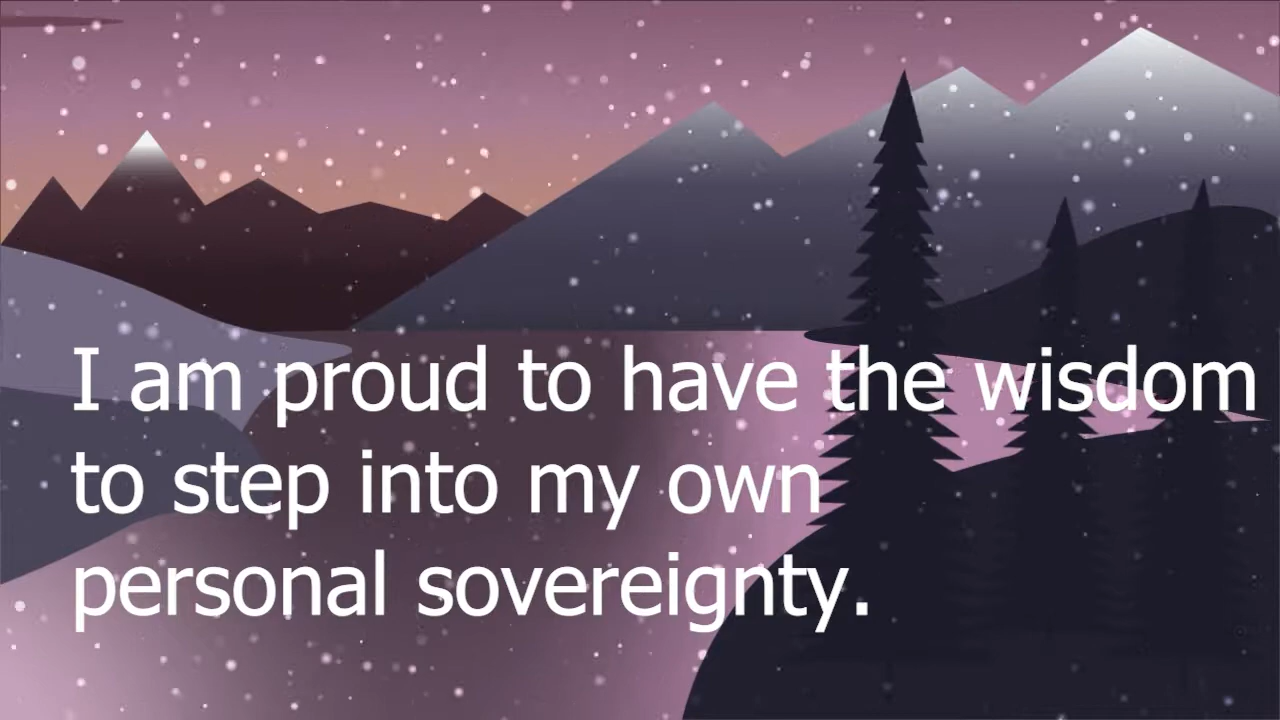 I am proud to have the wisdom
to step into my own
personal sovereignty.